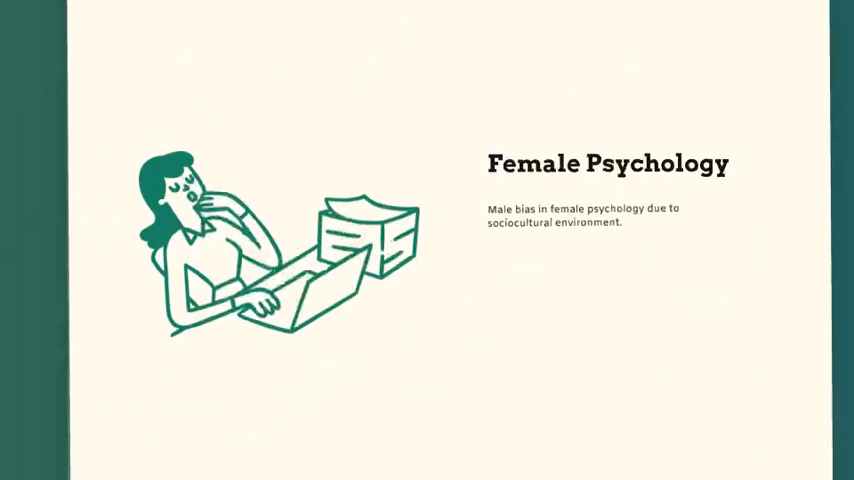 Female Psychology
Male bias in female psychology due to
sociocultural environment.